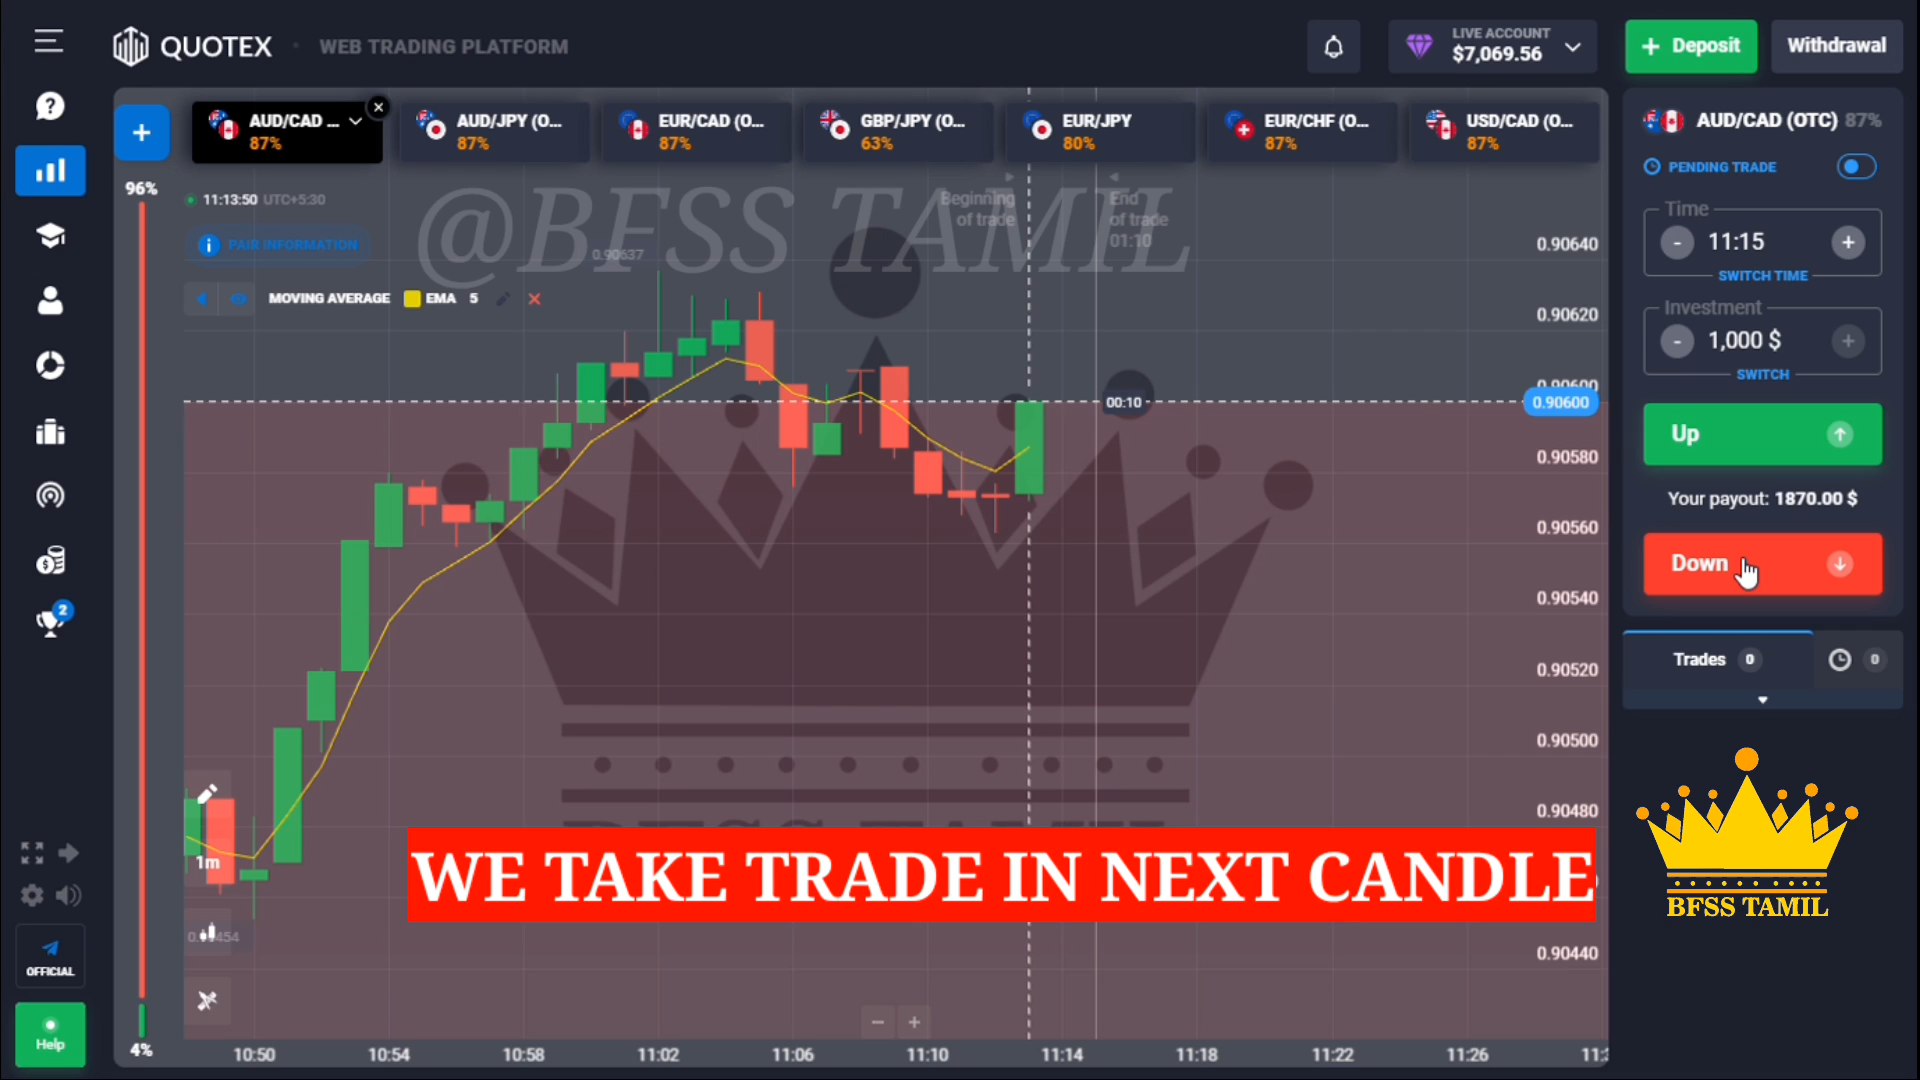 QUOTEX
WEB TRADING PLATFORM
LIVE ACCOUNT
$7,069.56
+ Deposit
Withdrawal
+
AUD/CAD ...
87%
AUD/JPY (O...
87%
EUR/CAD (O...
87%
GBP/JPY (O...
63%
EUR/JPY
80%
EUR/CHF (O...
87%
USD/CAD (O...
87%
AUD/CAD (OTC) 87%
PENDING TRADE
Time
- 11:15 +
SWITCH TIME
Investment
- 1,000 $ +
SWITCH
Up
Your payout: 1870.00 $
Down
Trades 0
0
96%
11:13:50 UTC+5:30
@BFSS TAMIL
Beginning
of trade
End
of trade
01:10
PAIR INFORMATION
0.90637
MOVING AVERAGE EMA 5
0.90640
0.90620
0.90600
0.90600
00:10
0.90580
0.90560
0.90540
0.90520
0.90500
0.90480
0.90440
1m
WE TAKE TRADE IN NEXT CANDLE
BFSS TAMIL
2
OFFICIAL
Help
4%
- +
10:50
10:54
10:58
11:02
11:06
11:10
11:14
11:18
11:22
11:26